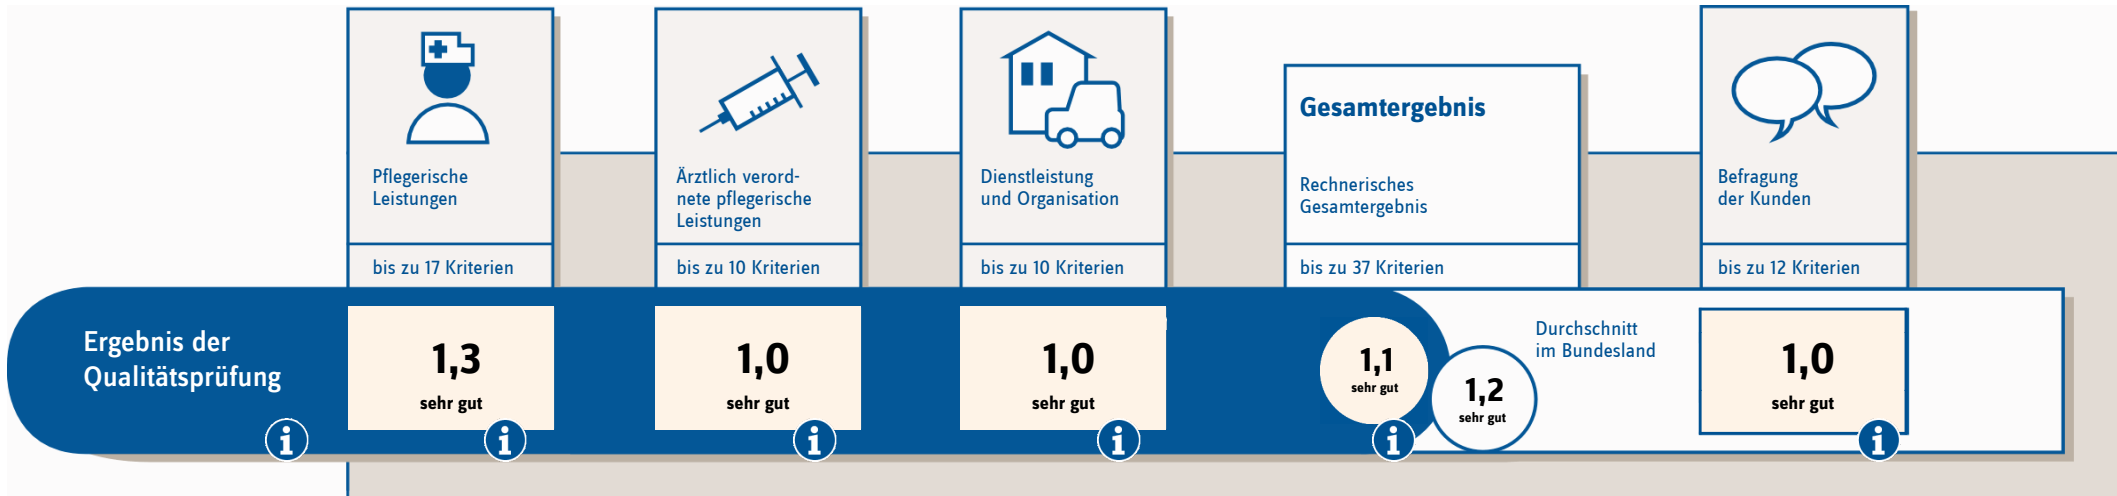 Pflegerische
Leistungen
bis zu 17 Kriterien
Ärztlich verord-
nete pflegerische
Leistungen
bis zu 10 Kriterien
Dienstleistung
und Organisation
bis zu 10 Kriterien
Gesamtergebnis
Rechnerisches
Gesamtergebnis
bis zu 37 Kriterien
Befragung
der Kunden
bis zu 12 Kriterien
Ergebnis der
Qualitätsprüfung
i
1,3
sehr gut
i
1,0
sehr gut
i
1,0
sehr gut
i
1,1
sehr gut
i
1,2
sehr gut
Durchschnitt
im Bundesland
1,0
sehr gut
i